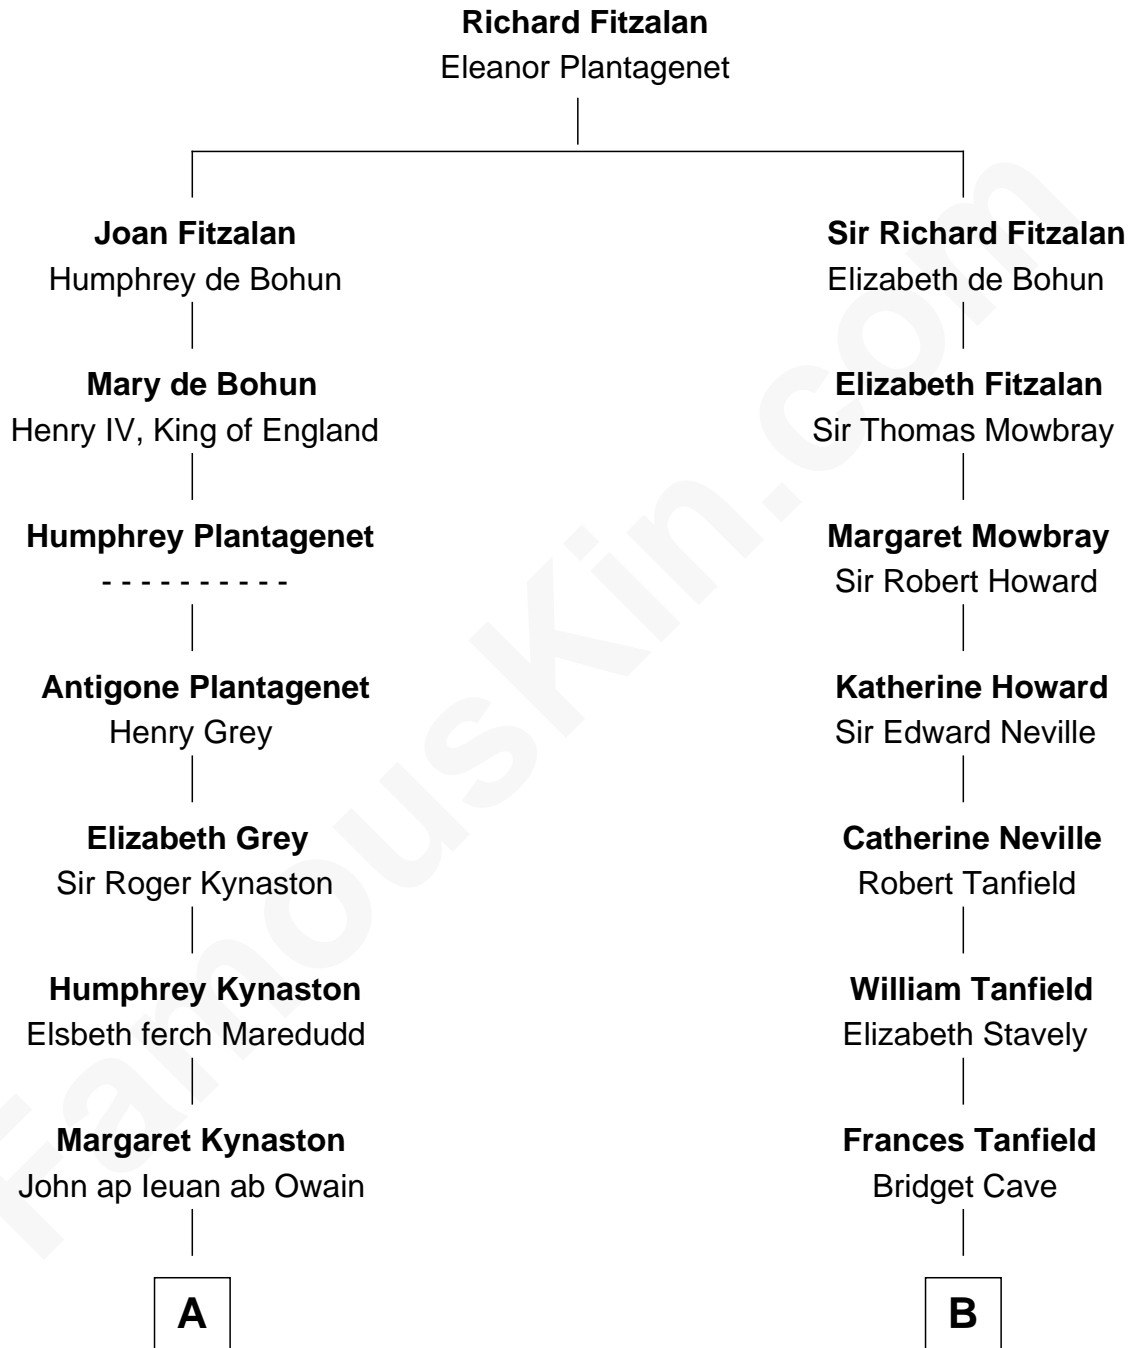 Richard Fitzalan
Eleanor Plantagenet
Joan Fitzalan
Humphrey de Bohun
Sir Richard Fitzalan
Elizabeth de Bohun
Mary de Bohun
Henry IV, King of England
Elizabeth Fitzalan
Sir Thomas Mowbray
Humphrey Plantagenet
- - - - - - - - - -
Margaret Mowbray
Sir Robert Howard
Antigone Plantagenet
Henry Grey
Katherine Howard
Sir Edward Neville
Elizabeth Grey
Sir Roger Kynaston
Catherine Neville
Robert Tanfield
Humphrey Kynaston
Elsbeth ferch Maredudd
William Tanfield
Elizabeth Stavely
Margaret Kynaston
John ap Ieuan ab Owain
Frances Tanfield
Bridget Cave
A
B
FamousKin.com